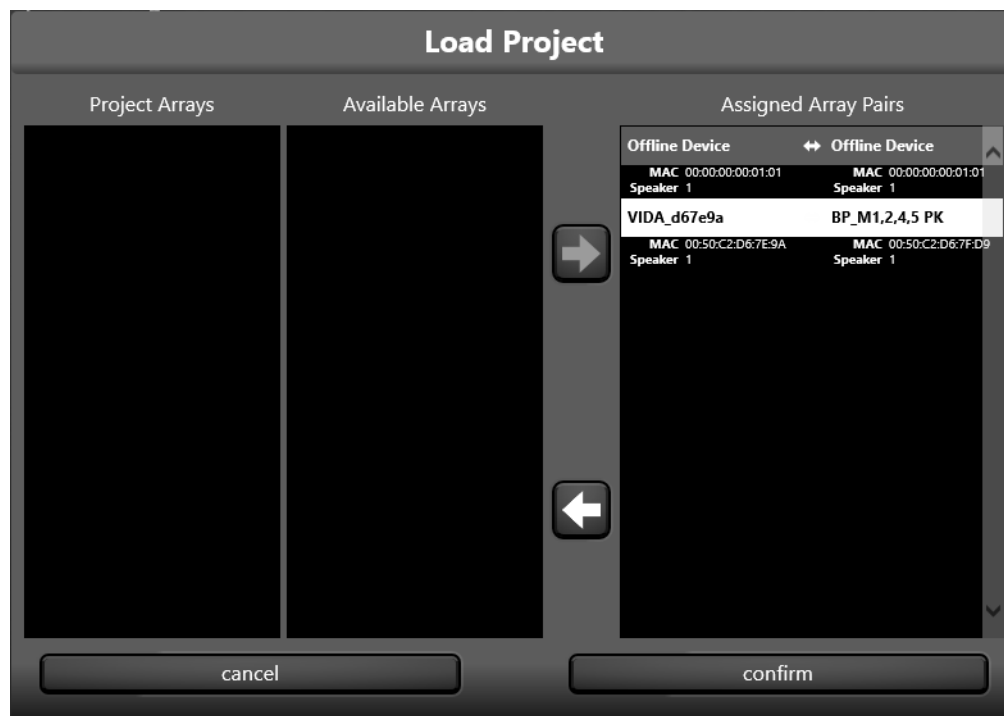 Load Project
Project Arrays
Available Arrays
Assigned Array Pairs
Offline Device ⬌ Offline Device
MAC 00:00:00:00:01:01 MAC 00:00:00:00:01:01
Speaker 1 Speaker 1
VIDA_d67e9a BP_M1,2,4,5 PK
MAC 00:50:C2:D6:7E:9A MAC 00:50:C2:D6:7F:D9
Speaker 1 Speaker 1
cancel
confirm